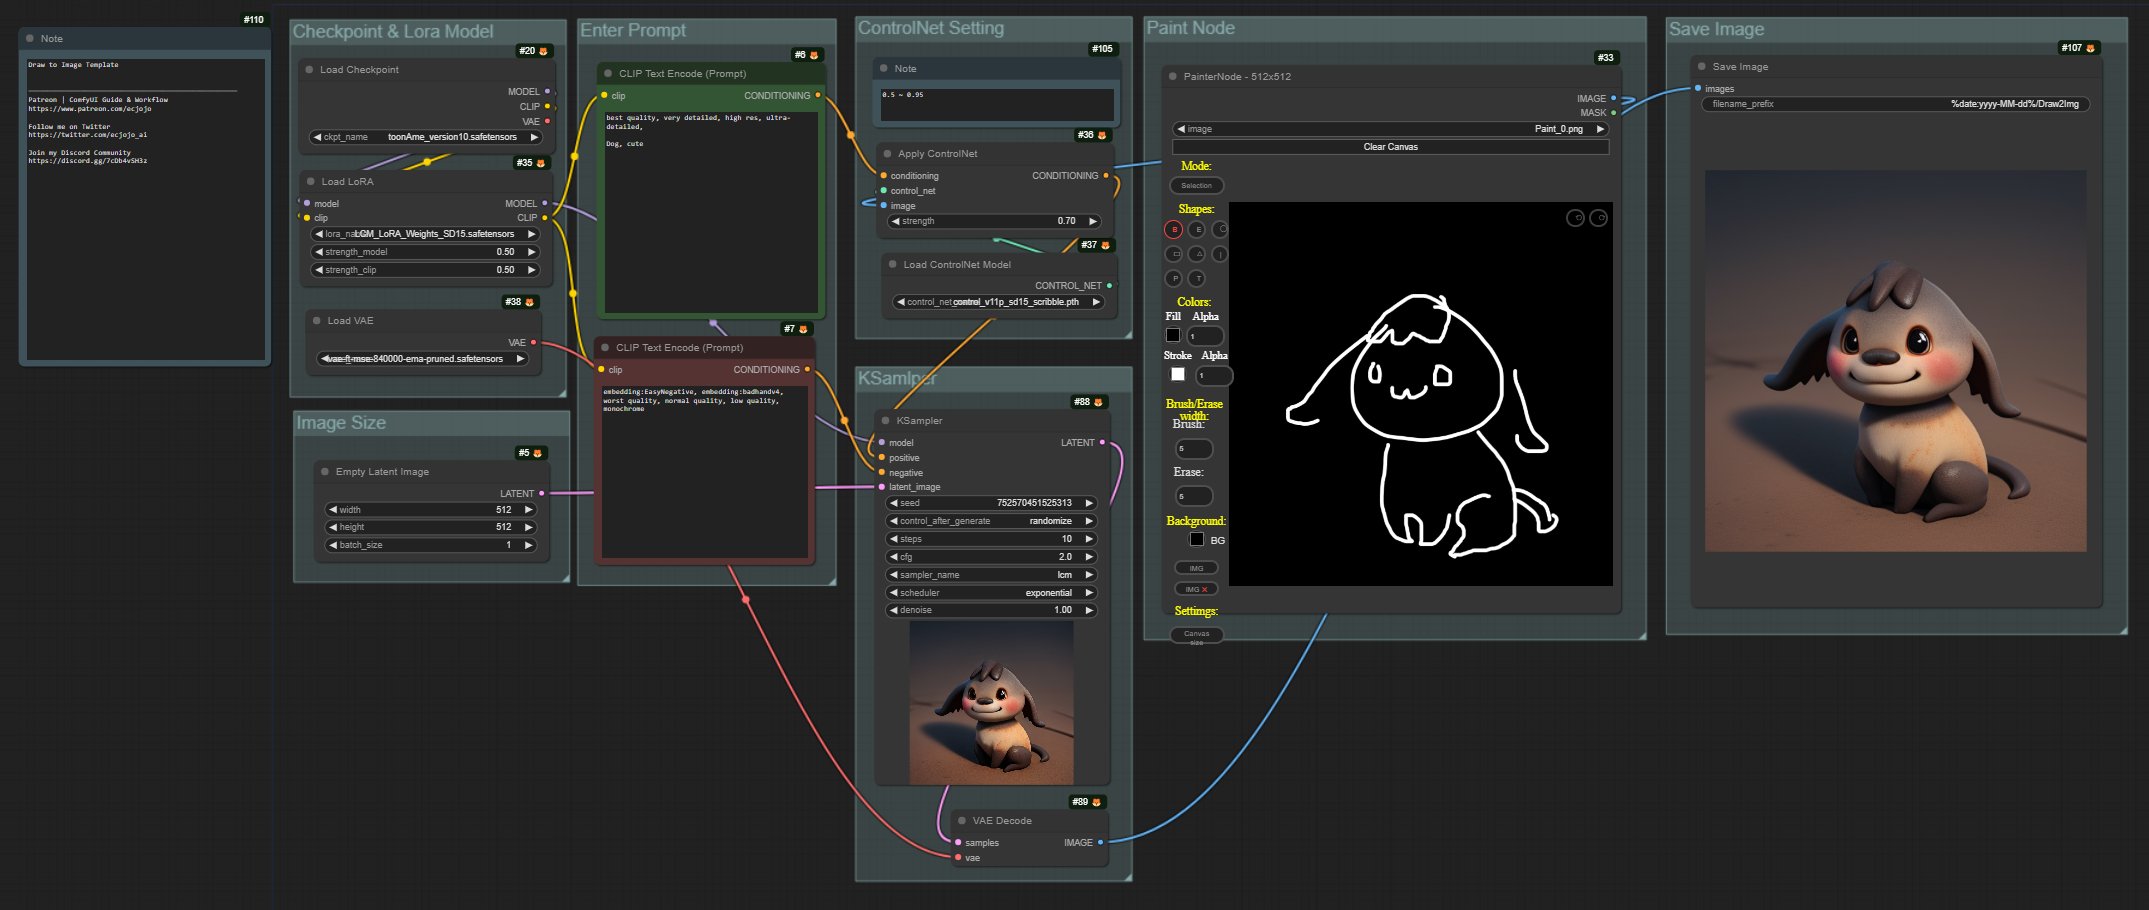 #110
Note
Draw to Image Template
Patreon | ComfyUI Guide & Workflow
https://www.patreon.com/ecjojo
Follow me on Twitter
https://twitter.com/ecjojo_ai
Join my Discord Community
https://discord.gg/7cDb4vSH3z
Checkpoint & Lora Model
#20
Load Checkpoint
MODEL
CLIP
VAE
ckpt_name toonAme_version10.safetensors
#35
Load LoRA
model MODEL
clip CLIP
LCM_LoRA_Weights_SD15.safetensors
strength_model 0.50
strength_clip 0.50
#38
Load VAE
VAE
vae-ft-mse-840000-ema-pruned.safetensors
Image Size
#5
Empty Latent Image
LATENT
width 512
height 512
batch_size 1
Enter Prompt
#6
CLIP Text Encode (Prompt)
clip CONDITIONING
best quality, very detailed, high res, ultra-
detailed,
Dog, cute
#7
CLIP Text Encode (Prompt)
clip CONDITIONING
embedding:EasyNegative, embedding:badhandv4,
worst quality, normal quality, low quality,
monochrome
ControlNet Setting
#105
Note
0.5 ~ 0.95
#36
Apply ControlNet
conditioning CONDITIONING
control_net
image
strength 0.70
#37
Load ControlNet Model
CONTROL_NET
control_v11p_sd15_scribble.pth
KSamlper
#88
KSampler
model LATENT
positive
negative
latent_image
seed 752570451525313
control_after_generate randomize
steps 10
cfg 2.0
sampler_name lcm
scheduler exponential
denoise 1.00
#89
VAE Decode
samples IMAGE
vae
Paint Node
#33
PainterNode - 512x512
IMAGE
MASK
image Paint_0.png
Clear Canvas
Mode:
Selection
Shapes:
B E
P T
Colors:
Fill Alpha
1
Stroke Alpha
1
Brush/Erase
width:
Brush:
5
Erase:
5
Background:
BG
IMG
IMG X
Settimgs:
Canvas
size
Save Image
#107
Save Image
images
filename_prefix %date:yyyy-MM-dd%/Draw2Img